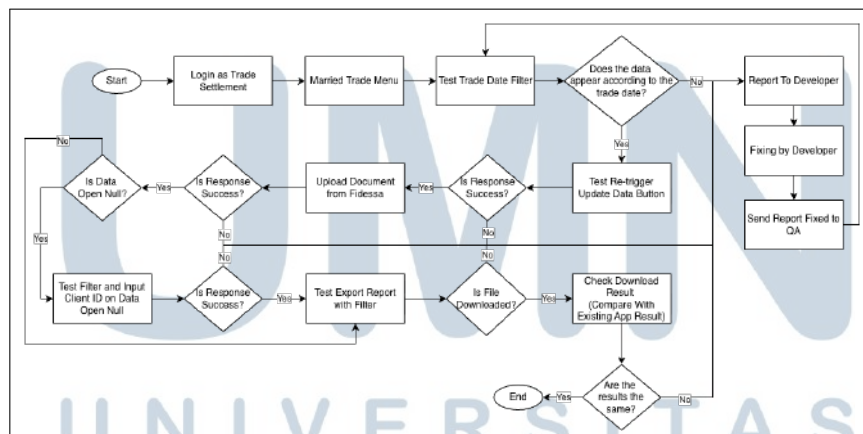 Start
Login as Trade
Settlement
Married Trade Menu
Test Trade Date Filter
Does the data
appear according to the
trade date?
No
Report To Developer
Yes
Fixing by Developer
Send Report Fixed to
QA
No
Is Data
Open Null?
Yes
Is Response
Success?
Upload Document
from Fidessa
Yes
Is Response
Success?
Test Re-trigger
Update Data Button
Yes
No
No
Test Filter and Input
Client ID on Data
Open Null
No
Is Response
Success?
Yes
Test Export Report
with Filter
No
Is File
Downloaded?
Yes
Check Download
Result
(Compare With
Existing App Result)
End
Yes
Are the
results the
same?
No
UMN
UNIVERSITAS